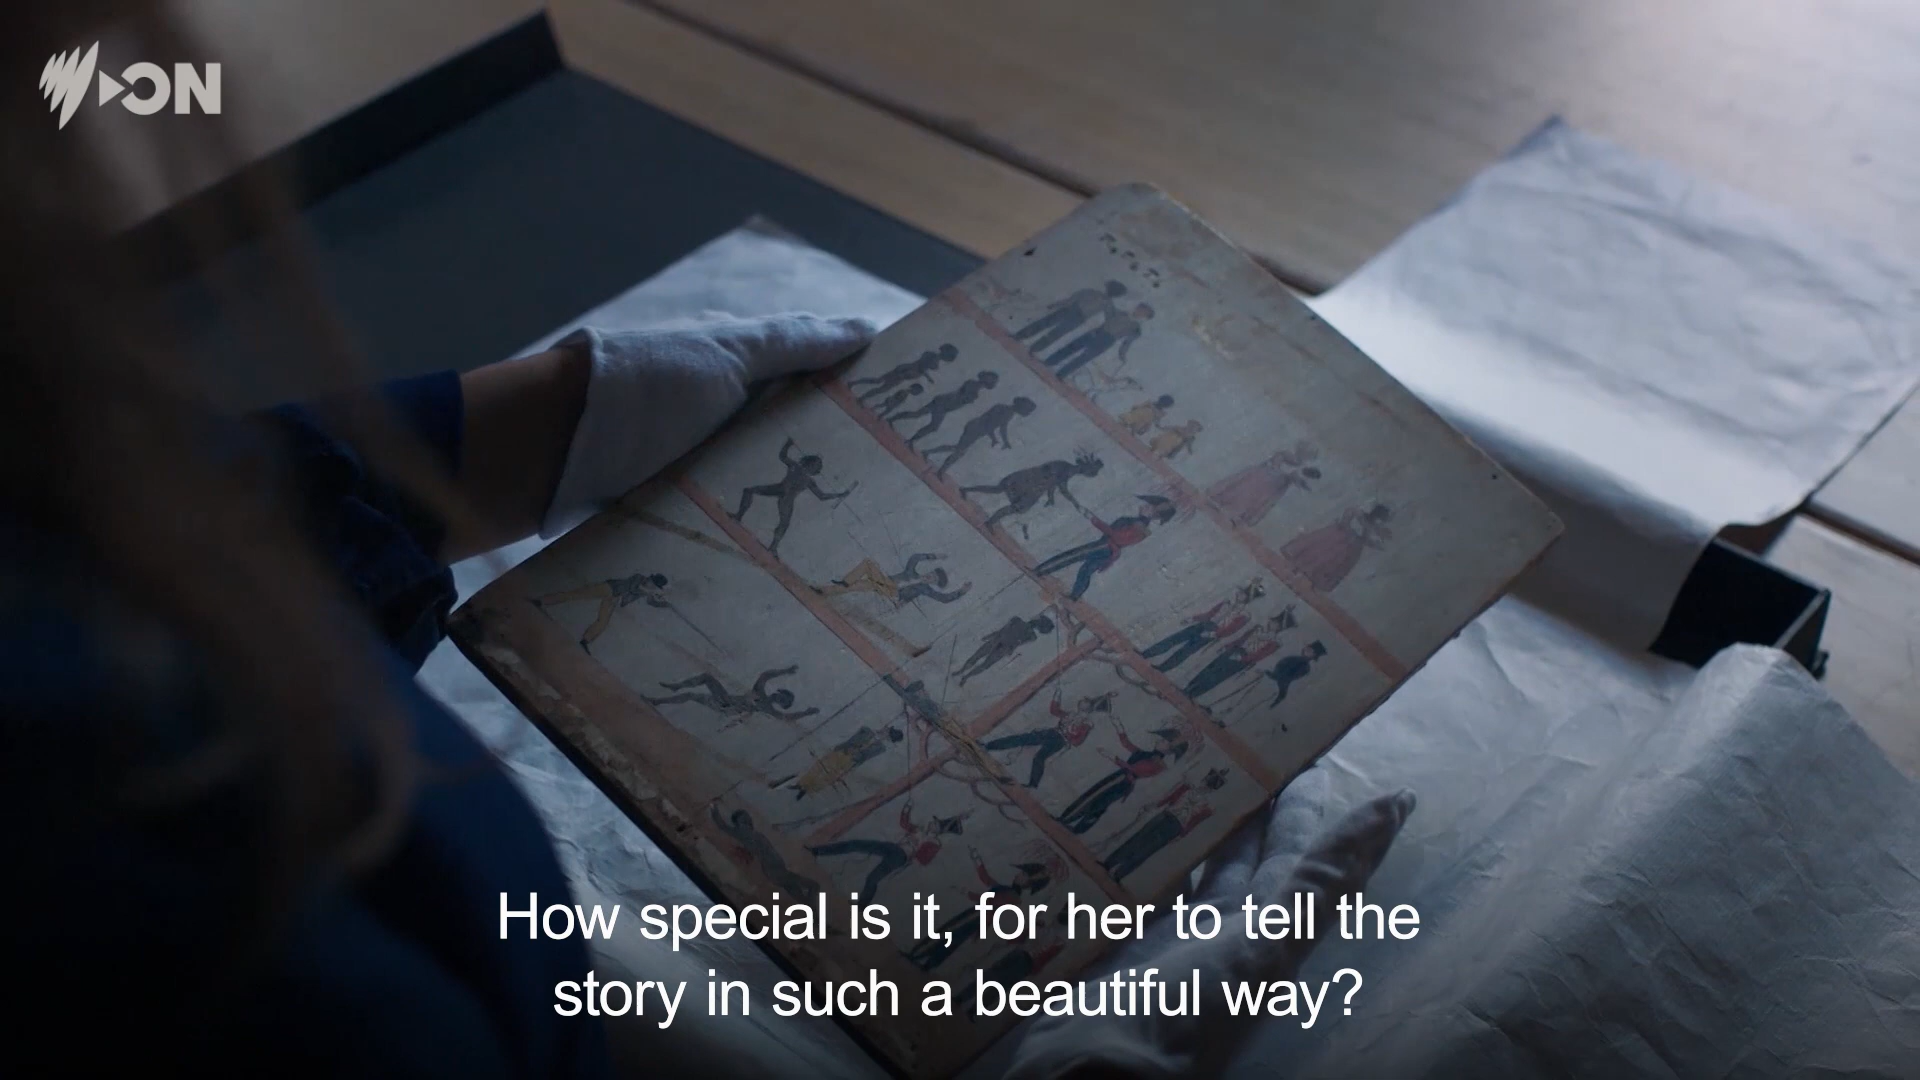 ON
How special is it, for her to tell the
story in such a beautiful way?